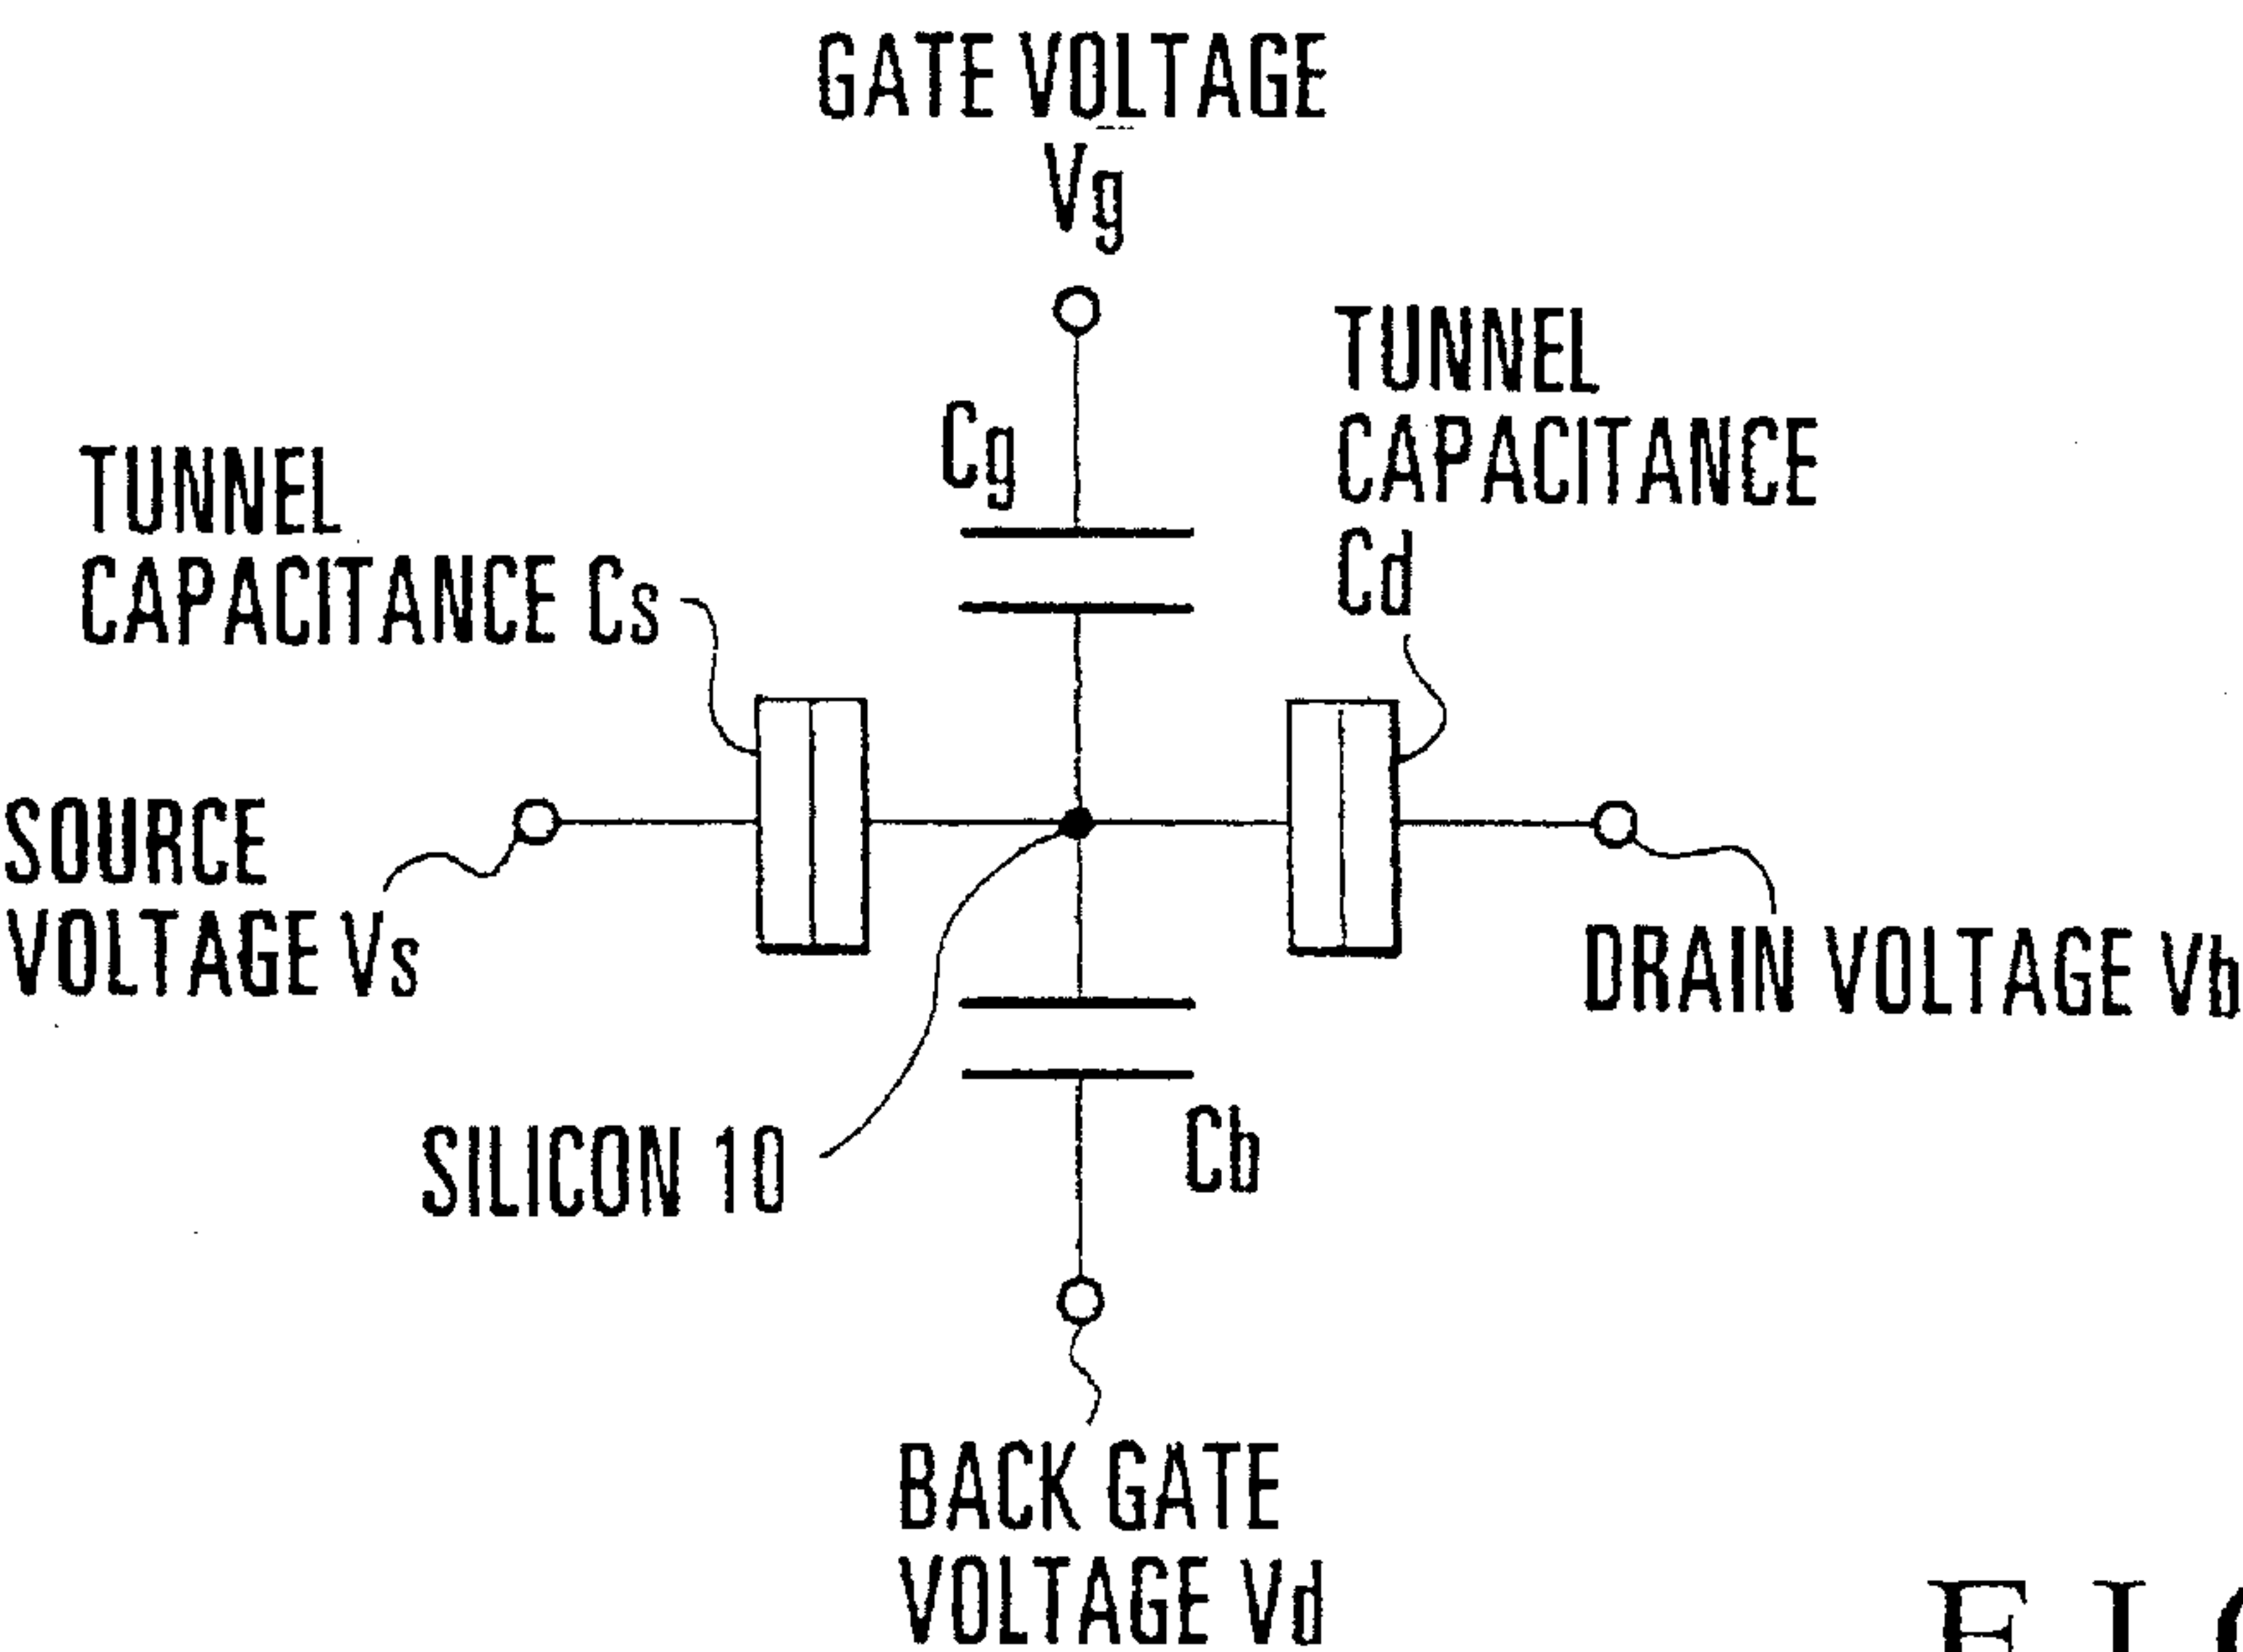 GATE VOLTAGE
Vg
TUNNEL
CAPACITANCE
Cd
Cg
TUNNEL
CAPACITANCE Cs
SOURCE
VOLTAGE Vs
DRAIN VOLTAGE Vb
SILICON 10
Cb
BACK GATE
VOLTAGE Vd